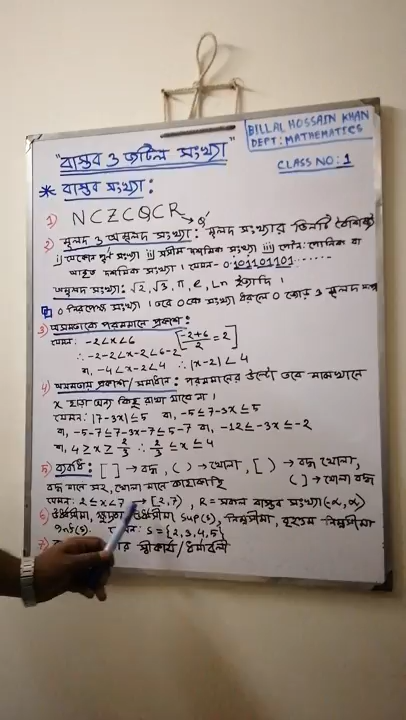 BILLAL HOSSAIN KHAN
DEPT: MATHEMATICS
"বাস্তব ও জটিল সংখ্যা"
CLASS NO: 1
* বাস্তব সংখ্যা:
1) N⊂Z⊂Q⊂R → Q'
2) মূলদ ও অমূলদ সংখ্যা: মূলদ সংখ্যার তিনটি বৈশিষ্ট্য
i) যেকোন পূর্ণ সংখ্যা ii) সসীম দশমিক সংখ্যা iii) পৌনঃপৌনিক বা
আবৃত দশমিক সংখ্যা। যেমন- 0.101101101......
অমূলদ সংখ্যা: √2, √3, π, e, Ln ইত্যাদি।
0 নিরপেক্ষ সংখ্যা। তবে 0 কে সংখ্যা ধরলে 0 জোড় ও মূলদ
3) অসমতাকে পরমমানে প্রকাশ:
যেমন: -2<x<6 [(-2+6)/2 = 2]
∴ -2-2<x-2<6-2
বা, -4<x-2<4 ∴ |x-2|<4
4) অসমতায় প্রকাশ/সমাধান: পরমমানের উল্টো তবে মাঝখানে
x ছাড়া অন্য কিছু রাখা যাবে না।
যেমন: |7-3x|≤5 বা, -5≤7-3x≤5
বা, -5-7≤7-3x-7≤5-7 বা, -12≤-3x≤-2
বা, 4≥x≥2/3 ∴ 2/3≤x≤4
5) ব্যবধি: [ ] → বদ্ধ, ( ) → খোলা, [ ) → বদ্ধ খোলা,
বদ্ধ মানে সহ, খোলা মানে কাছাকাছি ( ] → খোলা বদ্ধ
যেমন: 2≤x<7 → [2,7), R = সকল বাস্তব সংখ্যা (-α, α)
6) ঊর্ধ্বসীমা, ঊর্ধ্বসীমা Sup(s), নিম্নসীমা, বৃহত্তম নিম্নসীমা
Inf(s). S = {2,3,4,5}
7) স্বীকার্য/ধর্মাবলী